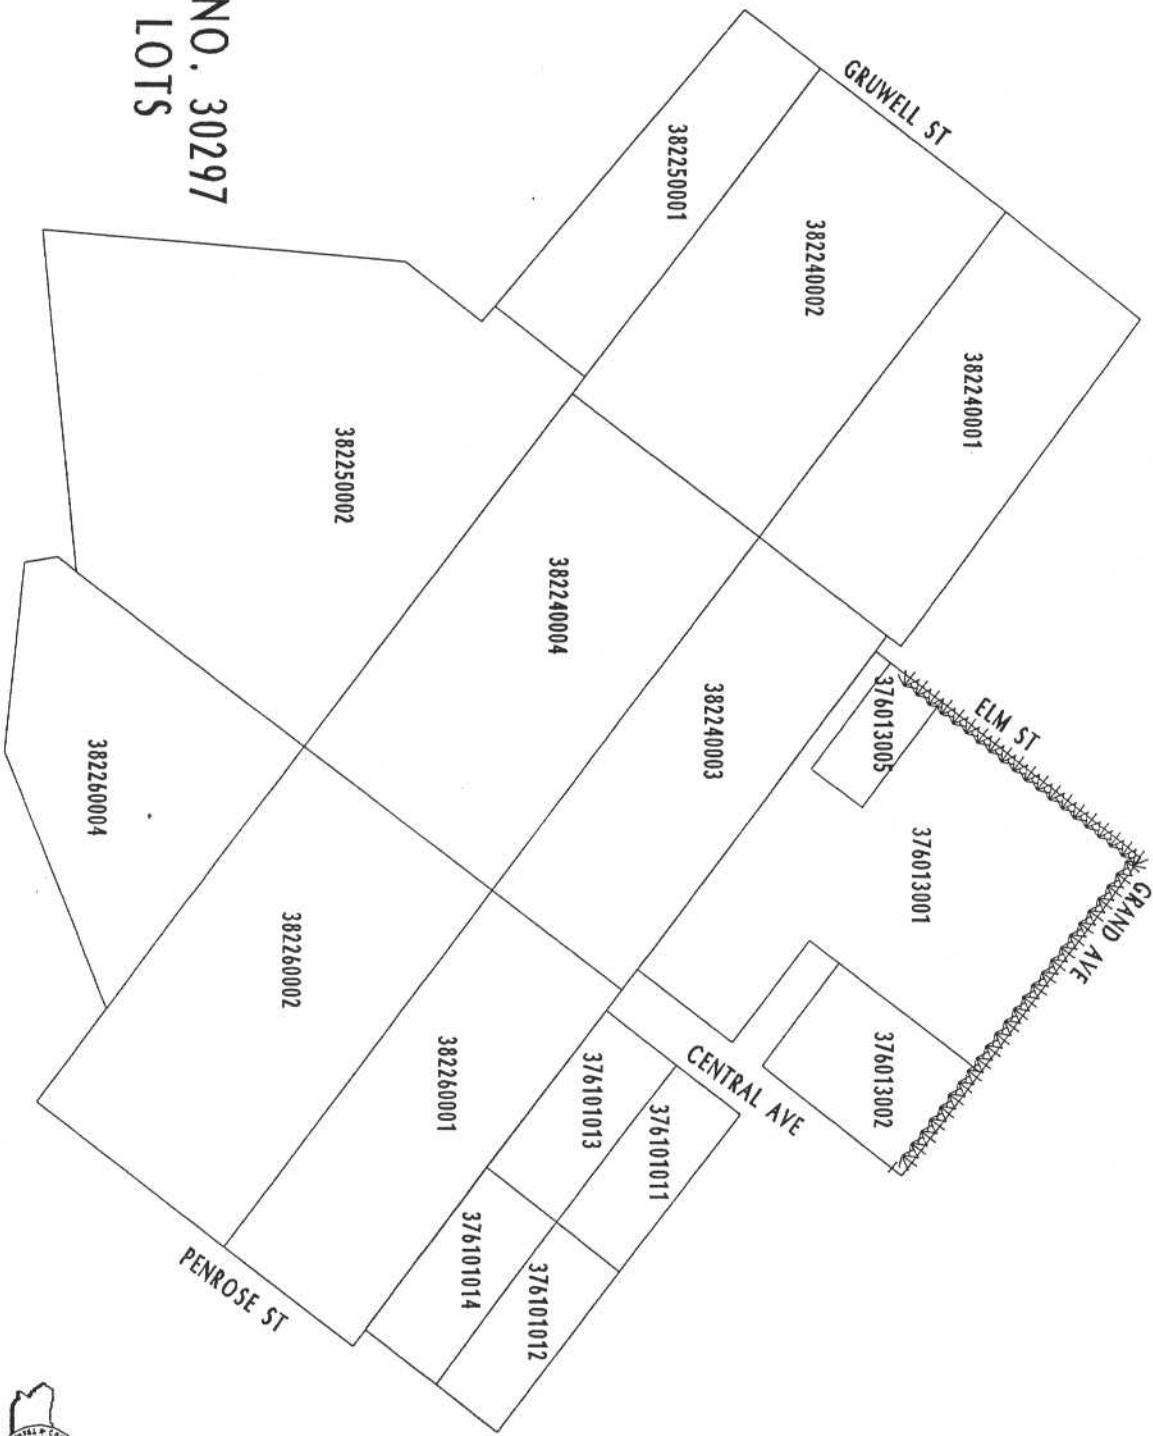 NO. 30297
LOTS
GRUWELL ST
382250001
382240002
382240001
382250002
382240004
382240003
376013005
ELM ST
GRAND AVE
376013001
376013002
CENTRAL AVE
382260004
382260002
382260001
376101013
376101011
376101014
376101012
PENROSE ST